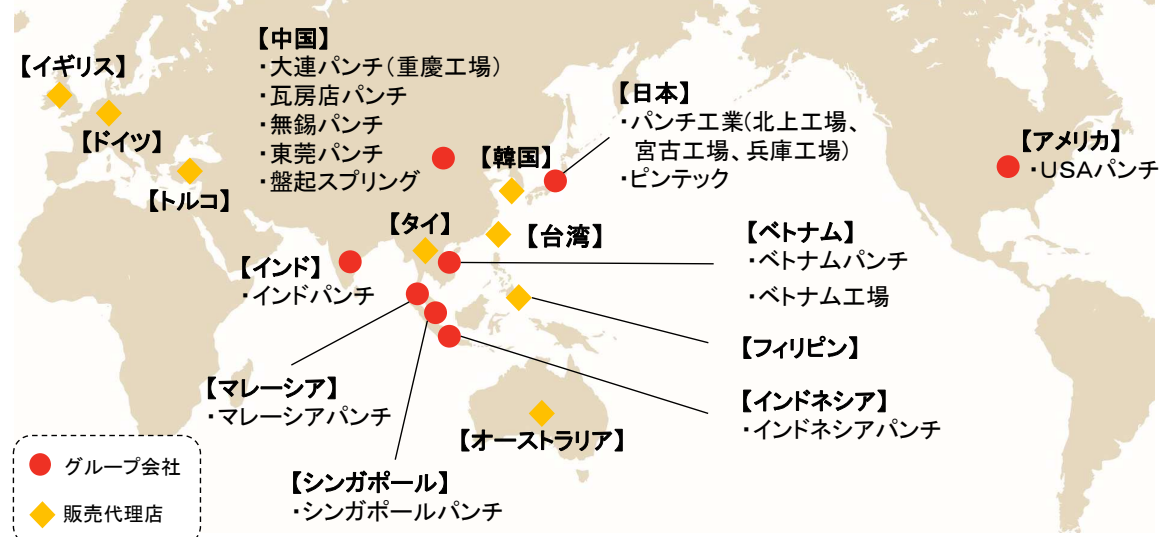 【イギリス】
【ドイツ】
【トルコ】
【中国】
・大連パンチ（重慶工場）
・瓦房店パンチ
・無錫パンチ
・東莞パンチ
・盤起スプリング
【韓国】
【日本】
・パンチ工業(北上工場、
宮古工場、兵庫工場)
・ピンテック
【アメリカ】
・USAパンチ
【タイ】
【台湾】
【インド】
・インドパンチ
【ベトナム】
・ベトナムパンチ
・ベトナム工場
【フィリピン】
【マレーシア】
・マレーシアパンチ
【インドネシア】
・インドネシアパンチ
【オーストラリア】
【シンガポール】
・シンガポールパンチ
グループ会社
販売代理店